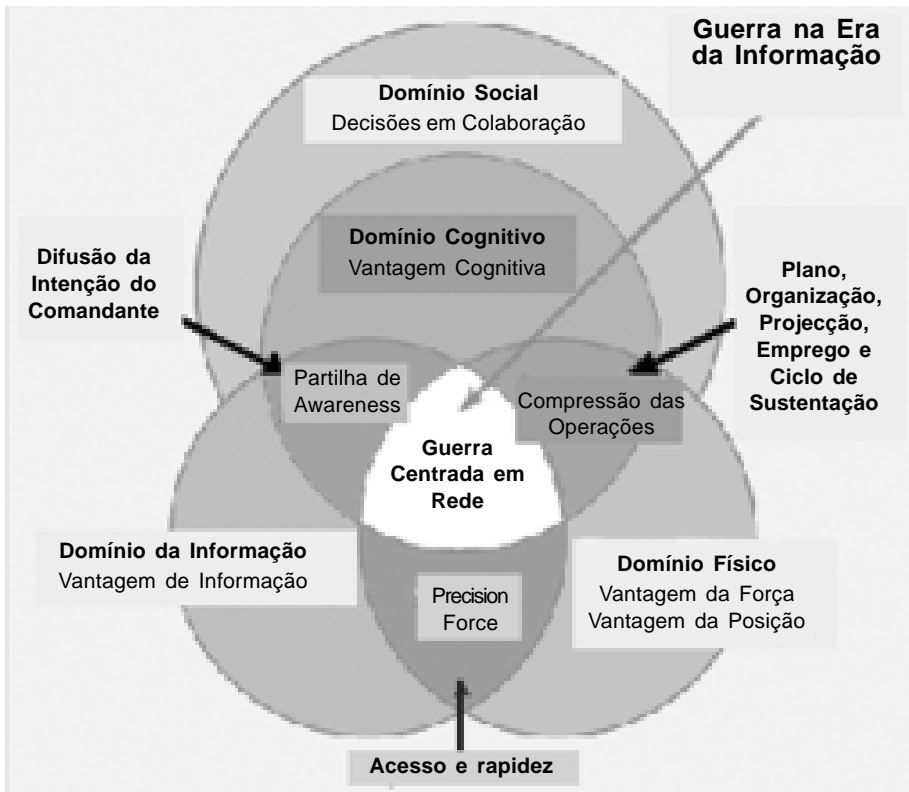 Guerra na Era
da Informação
Domínio Social
Decisões em Colaboração
Domínio Cognitivo
Vantagem Cognitiva
Difusão da
Intenção do
Comandante
Plano,
Organização,
Projecção,
Emprego e
Ciclo de
Sustentação
Partilha de
Awareness
Compressão das
Operações
Guerra
Centrada em
Rede
Domínio da Informação
Vantagem de Informação
Domínio Físico
Vantagem da Força
Vantagem da Posição
Precision
Force
Acesso e rapidez